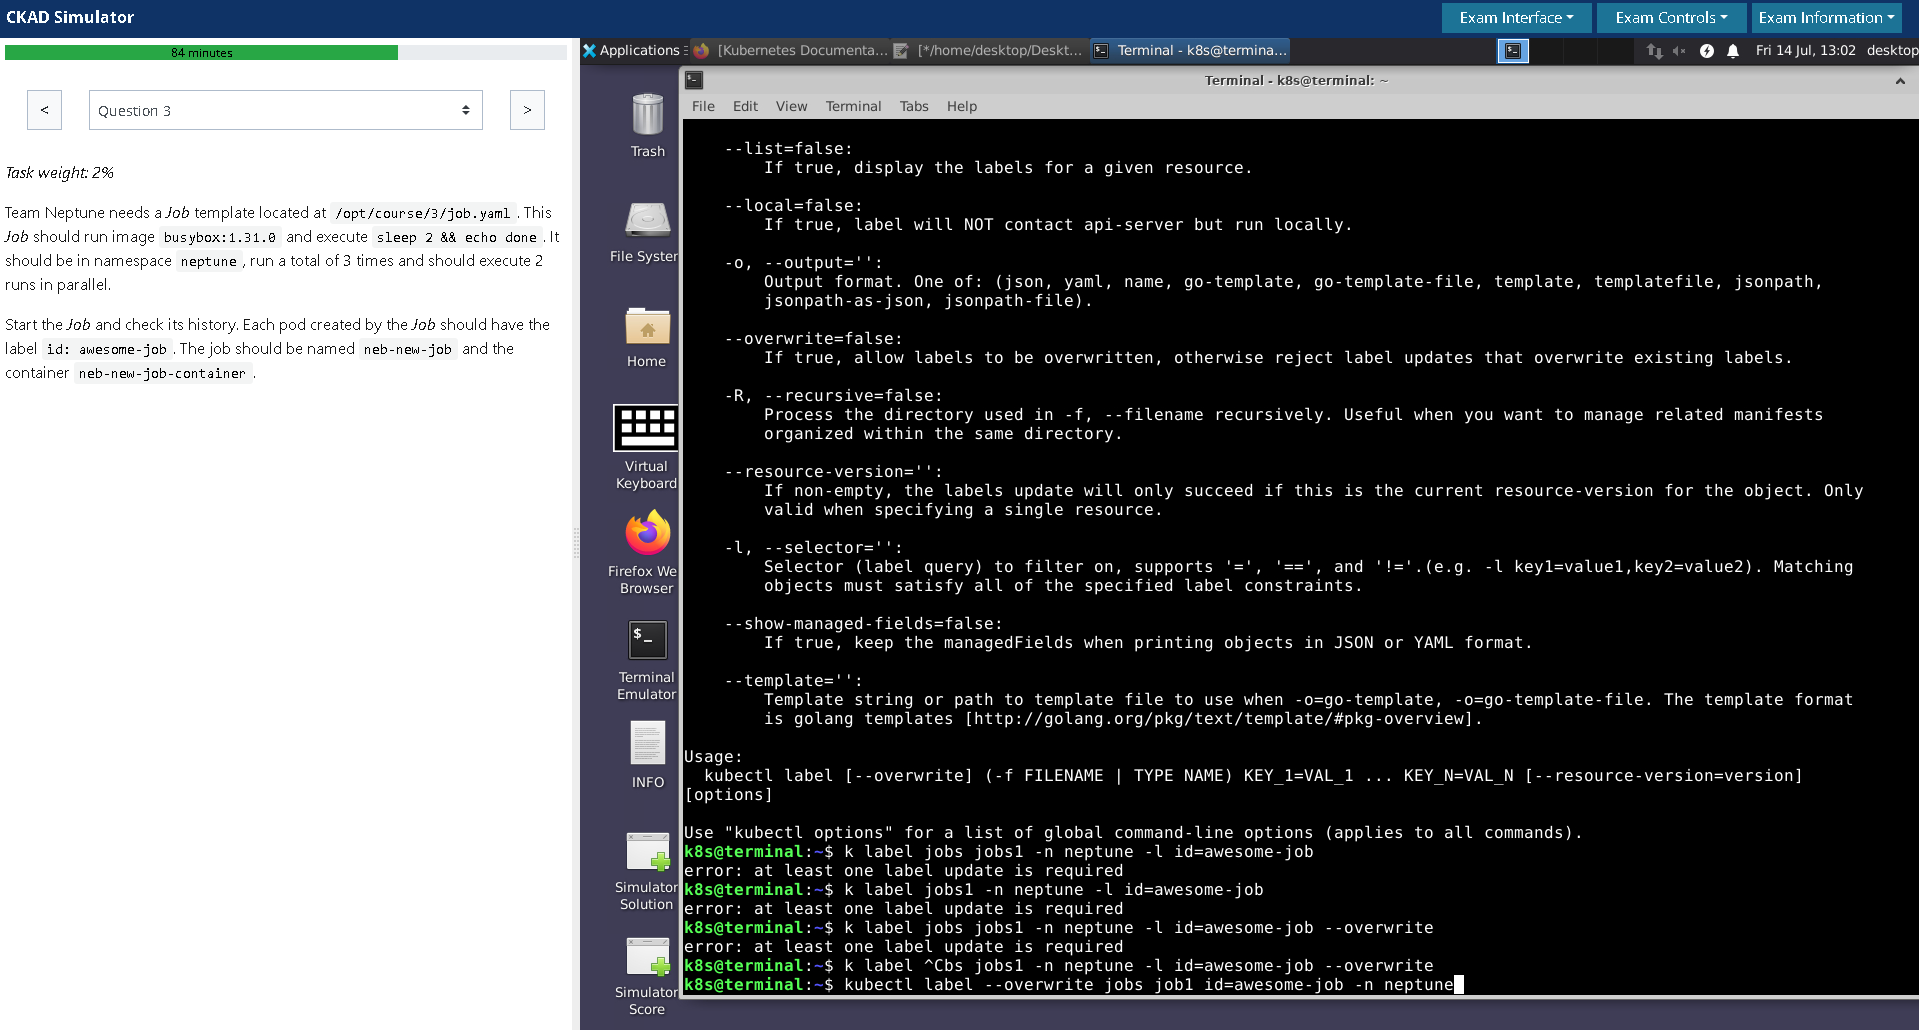 CKAD Simulator
Exam Interface
Exam Controls
Exam Information
84 minutes
<
Question 3
>
Task weight: 2%
Team Neptune needs a Job template located at /opt/course/3/job.yaml . This
Job should run image busybox:1.31.0 and execute sleep 2 && echo done . It
should be in namespace neptune , run a total of 3 times and should execute 2
runs in parallel.
Start the Job and check its history. Each pod created by the Job should have the
label id: awesome-job . The job should be named neb-new-job and the
container neb-new-job-container .
Applications
[Kubernetes Documenta...
[*/home/desktop/Deskt...
Terminal - k8s@termina...
Fri 14 Jul, 13:02
desktop
Trash
File System
Home
Virtual
Keyboard
Firefox We
Browser
Terminal
Emulator
INFO
Simulator
Solution
Simulator
Score
Terminal - k8s@terminal: ~
File Edit View Terminal Tabs Help
--list=false:
If true, display the labels for a given resource.
--local=false:
If true, label will NOT contact api-server but run locally.
-o, --output='':
Output format. One of: (json, yaml, name, go-template, go-template-file, template, templatefile, jsonpath,
jsonpath-as-json, jsonpath-file).
--overwrite=false:
If true, allow labels to be overwritten, otherwise reject label updates that overwrite existing labels.
-R, --recursive=false:
Process the directory used in -f, --filename recursively. Useful when you want to manage related manifests
organized within the same directory.
--resource-version='':
If non-empty, the labels update will only succeed if this is the current resource-version for the object. Only
valid when specifying a single resource.
-l, --selector='':
Selector (label query) to filter on, supports '=', '==', and '!='.(e.g. -l key1=value1,key2=value2). Matching
objects must satisfy all of the specified label constraints.
--show-managed-fields=false:
If true, keep the managedFields when printing objects in JSON or YAML format.
--template='':
Template string or path to template file to use when -o=go-template, -o=go-template-file. The template format
is golang templates [http://golang.org/pkg/text/template/#pkg-overview].
Usage:
kubectl label [--overwrite] (-f FILENAME | TYPE NAME) KEY_1=VAL_1 ... KEY_N=VAL_N [--resource-version=version]
[options]
Use "kubectl options" for a list of global command-line options (applies to all commands).
k8s@terminal:~$ k label jobs jobs1 -n neptune -l id=awesome-job
error: at least one label update is required
k8s@terminal:~$ k label jobs1 -n neptune -l id=awesome-job
error: at least one label update is required
k8s@terminal:~$ k label jobs jobs1 -n neptune -l id=awesome-job --overwrite
error: at least one label update is required
k8s@terminal:~$ k label ^Cbs jobs1 -n neptune -l id=awesome-job --overwrite
k8s@terminal:~$ kubectl label --overwrite jobs job1 id=awesome-job -n neptune